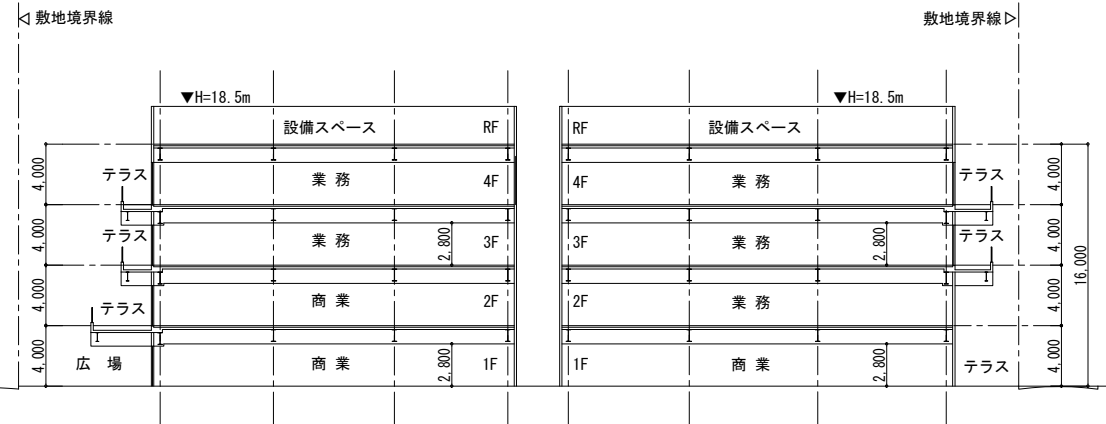 ◁ 敷地境界線
敷地境界線 ▷
▼H=18.5m
▼H=18.5m
設備スペース RF
RF 設備スペース
4,000 テラス 業 務 4F
4F 業 務 テラス 4,000
4,000 テラス 業 務 2,800 3F
3F 業 務 2,800 テラス 4,000
16,000
4,000 テラス 商 業 2F
2F 業 務 4,000
4,000 広 場 商 業 2,800 1F
1F 商 業 2,800 テラス 4,000